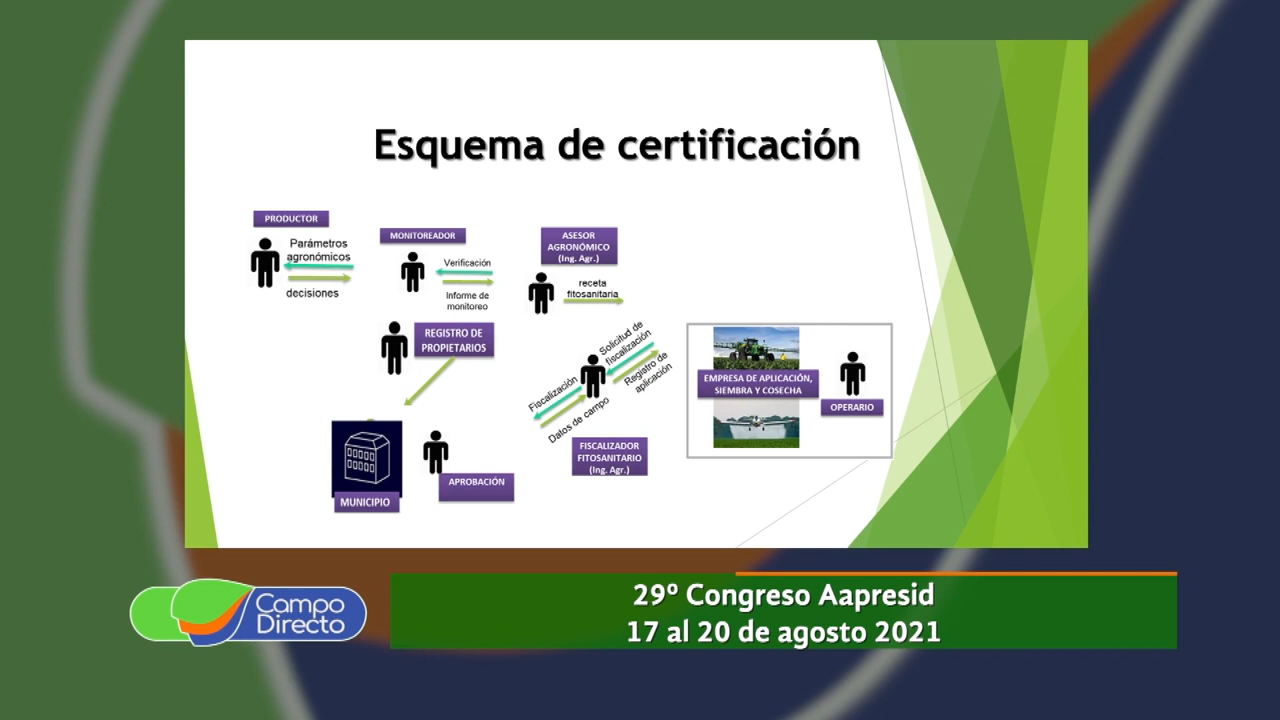 Esquema de certificación
PRODUCTOR
Parámetros
agronómicos
decisiones
MONITOREADOR
Verificación
Informe de
monitoreo
ASESOR
AGRONÓMICO
(Ing. Agr.)
receta
fitosanitaria
REGISTRO DE
PROPIETARIOS
Solicitud de
fiscalización
Registro de
aplicación
Fiscalización
Datos de campo
EMPRESA DE APLICACIÓN,
SIEMBRA Y COSECHA
OPERARIO
FISCALIZADOR
FITOSANITARIO
(Ing. Agr.)
MUNICIPIO
APROBACIÓN
Campo
Directo
29º Congreso Aapresid
17 al 20 de agosto 2021